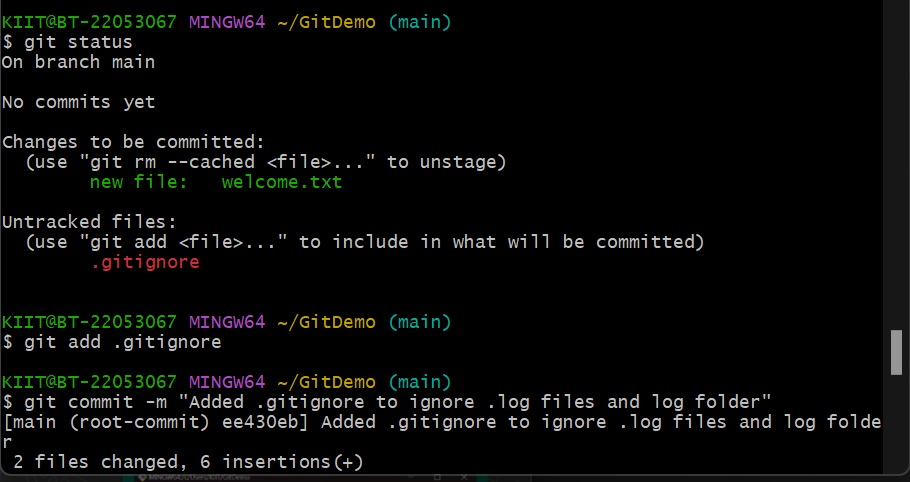 KIIT@BT-22053067 MINGW64 ~/GitDemo (main)
$ git status
On branch main
No commits yet
Changes to be committed:
  (use "git rm --cached <file>..." to unstage)
        new file:   welcome.txt
Untracked files:
  (use "git add <file>..." to include in what will be committed)
        .gitignore
KIIT@BT-22053067 MINGW64 ~/GitDemo (main)
$ git add .gitignore
KIIT@BT-22053067 MINGW64 ~/GitDemo (main)
$ git commit -m "Added .gitignore to ignore .log files and log folder"
[main (root-commit) ee430eb] Added .gitignore to ignore .log files and log folde
r
 2 files changed, 6 insertions(+)